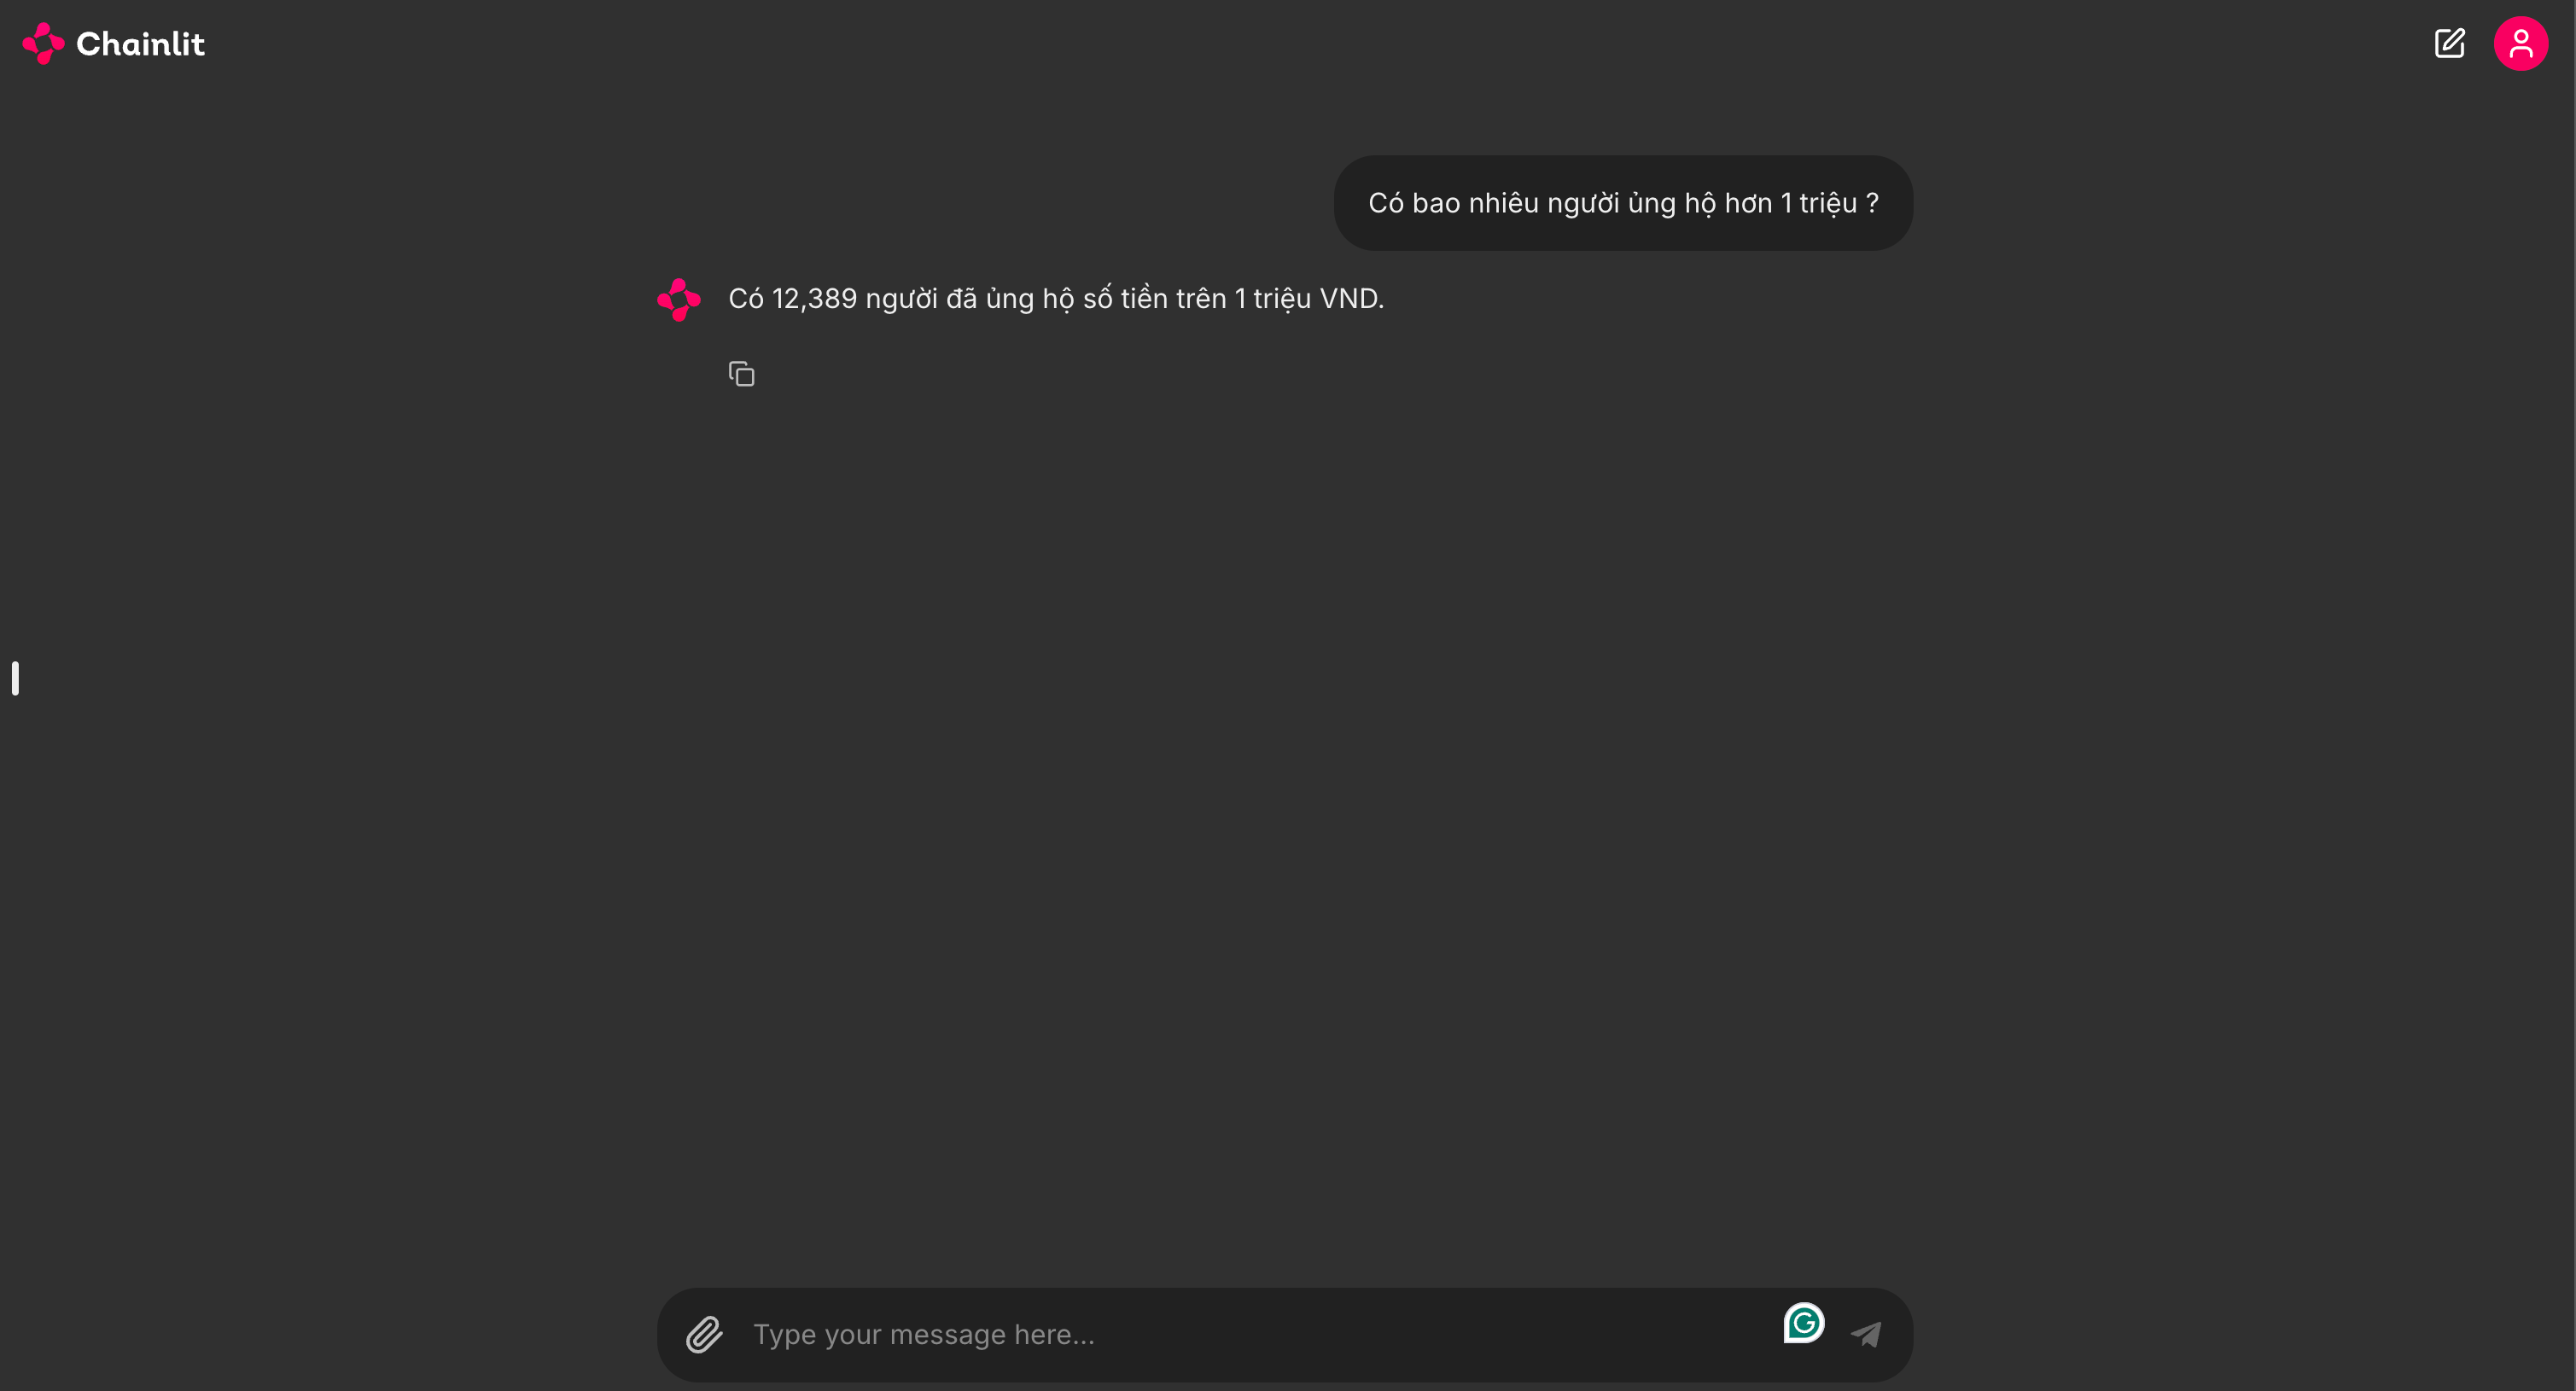 Chainlit
Có bao nhiêu người ủng hộ hơn 1 triệu ?
Có 12,389 người đã ủng hộ số tiền trên 1 triệu VND.
Type your message here...